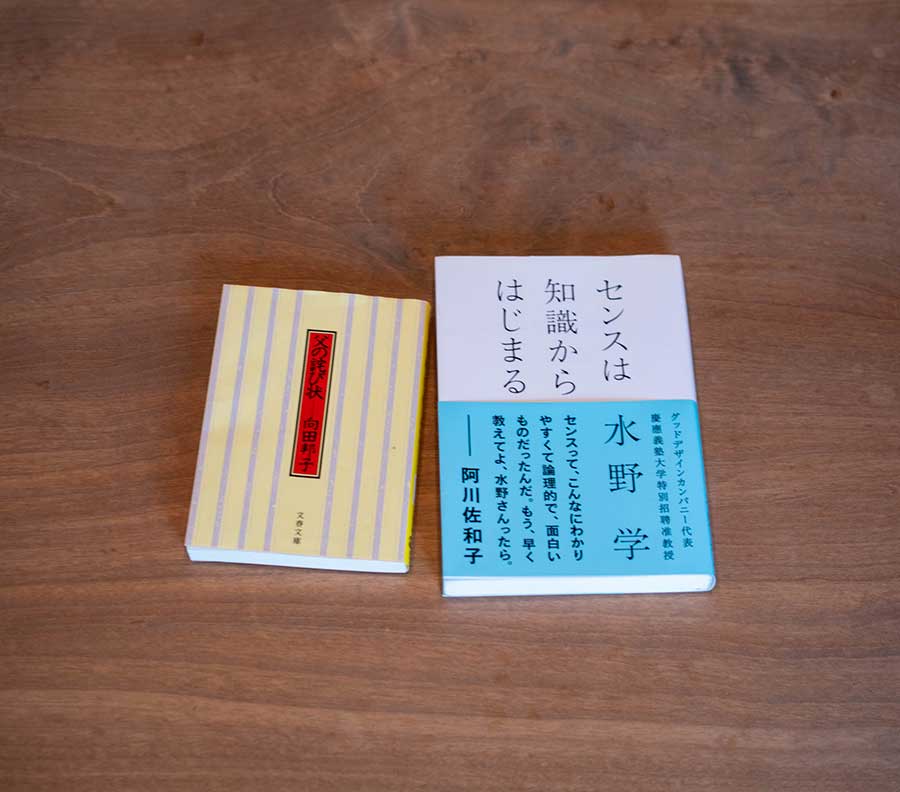 父の詫び状
向田邦子
文春文庫
センスは
知識から
はじまる
グッドデザインカンパニー代表
慶應義塾大学特別招聘准教授
水野 学
センスって、こんなにわかり
やすくて論理的で、面白い
ものだったんだ。もう、早く
教えてよ、水野さんったら。
──阿川佐和子